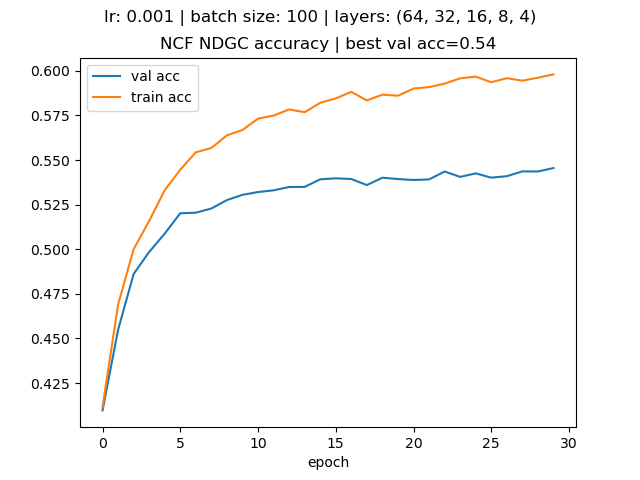 lr: 0.001 | batch size: 100 | layers: (64, 32, 16, 8, 4)
NCF NDGC accuracy | best val acc=0.54
val acc
train acc
0.600
0.575
0.550
0.525
0.500
0.475
0.450
0.425
0 5 10 15 20 25 30
epoch